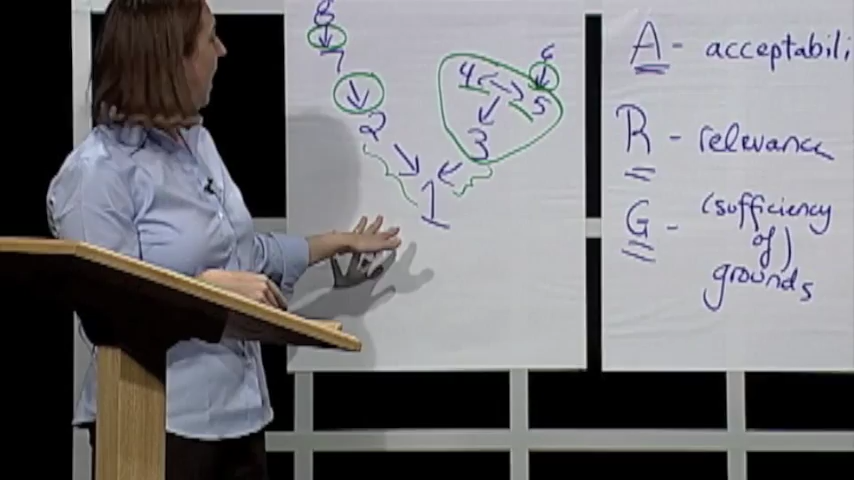 8
7
2
1
6
4 5
3
A - acceptabili
R - relevance
G - (sufficiency
of)
grounds